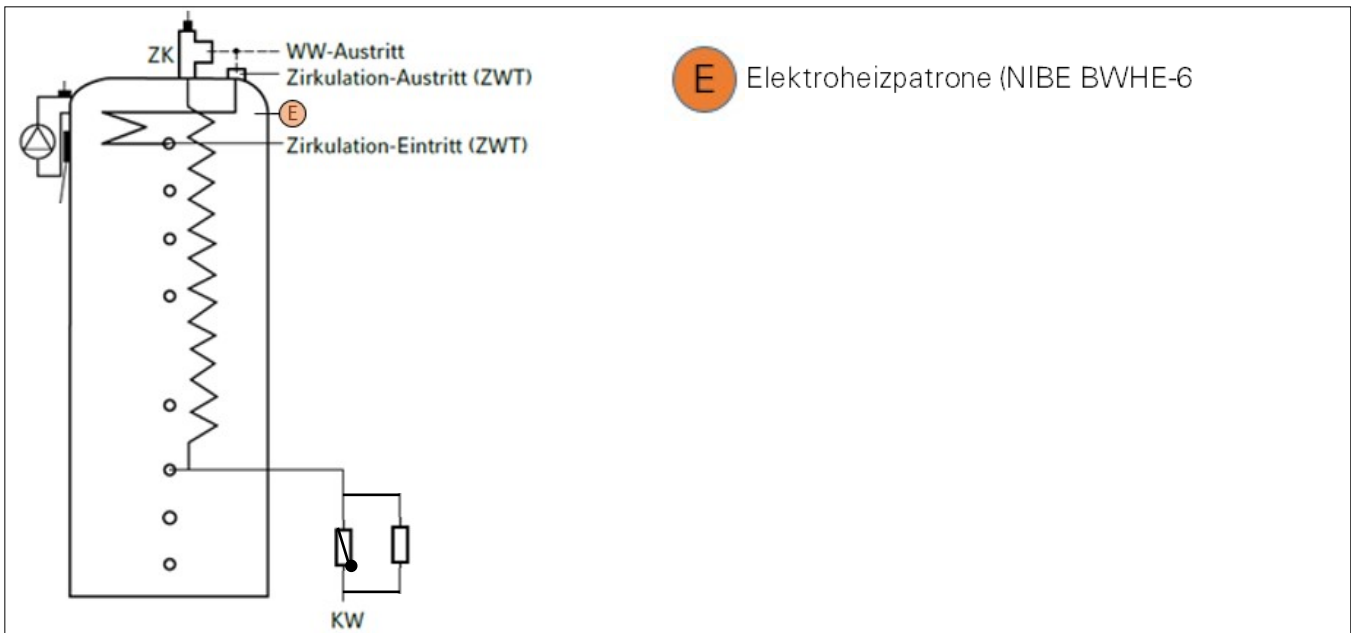 ZK
WW-Austritt
Zirkulation-Austritt (ZWT)
E
Zirkulation-Eintritt (ZWT)
KW
E Elektroheizpatrone (NIBE BWHE-6